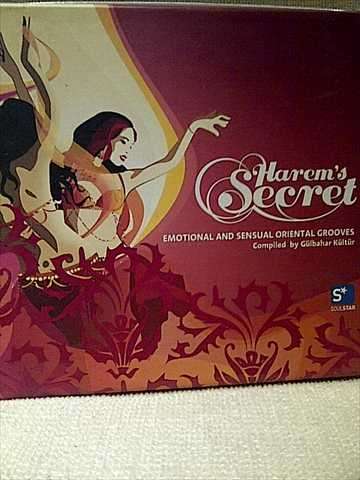 Harem's
Secret
EMOTIONAL AND SENSUAL ORIENTAL GROOVES
Compiled by Gülbahar Kültür
S*
SOULSTAR